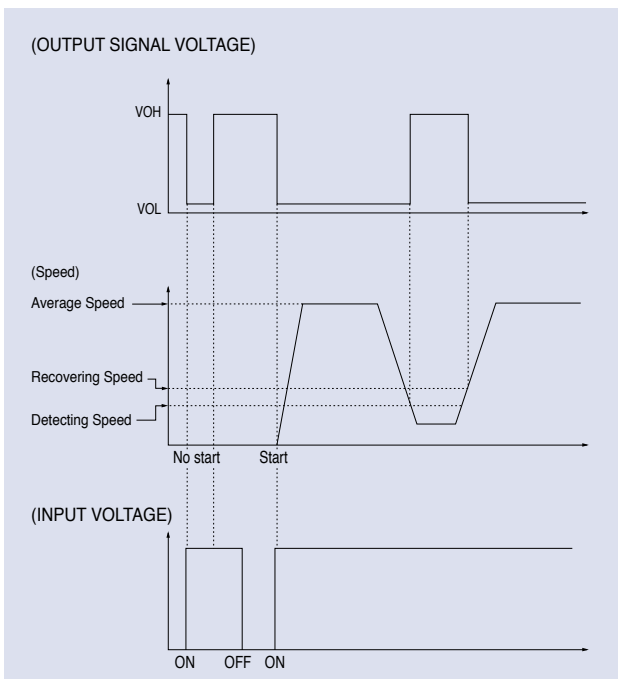 (OUTPUT SIGNAL VOLTAGE)
VOH
VOL
(Speed)
Average Speed
Recovering Speed
Detecting Speed
No start Start
(INPUT VOLTAGE)
ON OFF ON